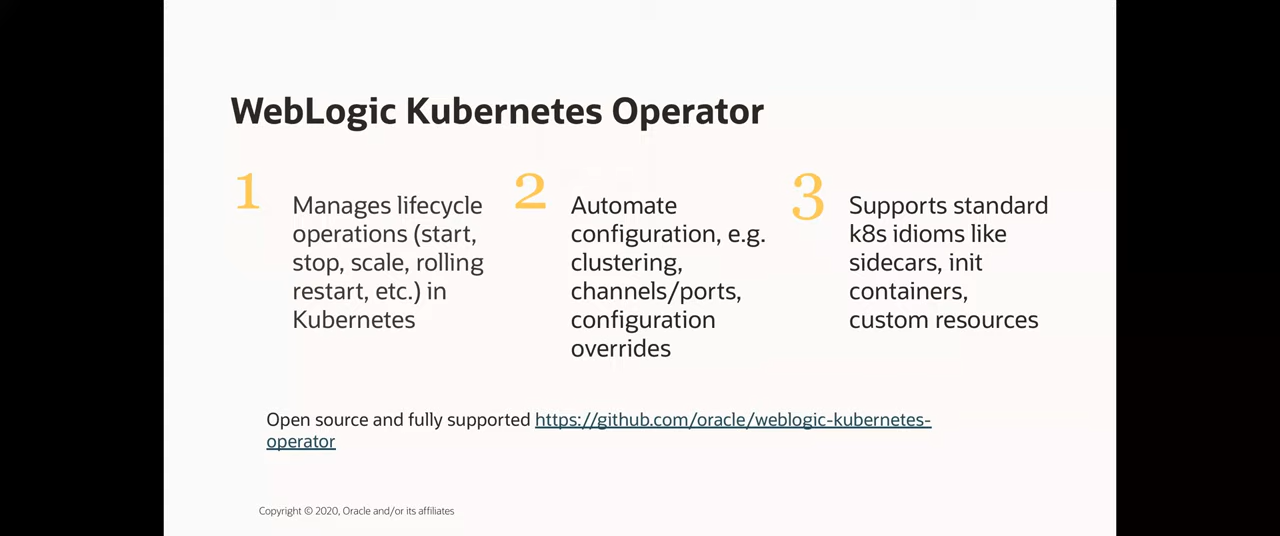 WebLogic Kubernetes Operator
1
Manages lifecycle
operations (start,
stop, scale, rolling
restart, etc.) in
Kubernetes
2
Automate
configuration, e.g.
clustering,
channels/ports,
configuration
overrides
3
Supports standard
k8s idioms like
sidecars, init
containers,
custom resources
Open source and fully supported https://github.com/oracle/weblogic-kubernetes-
operator
Copyright © 2020, Oracle and/or its affiliates